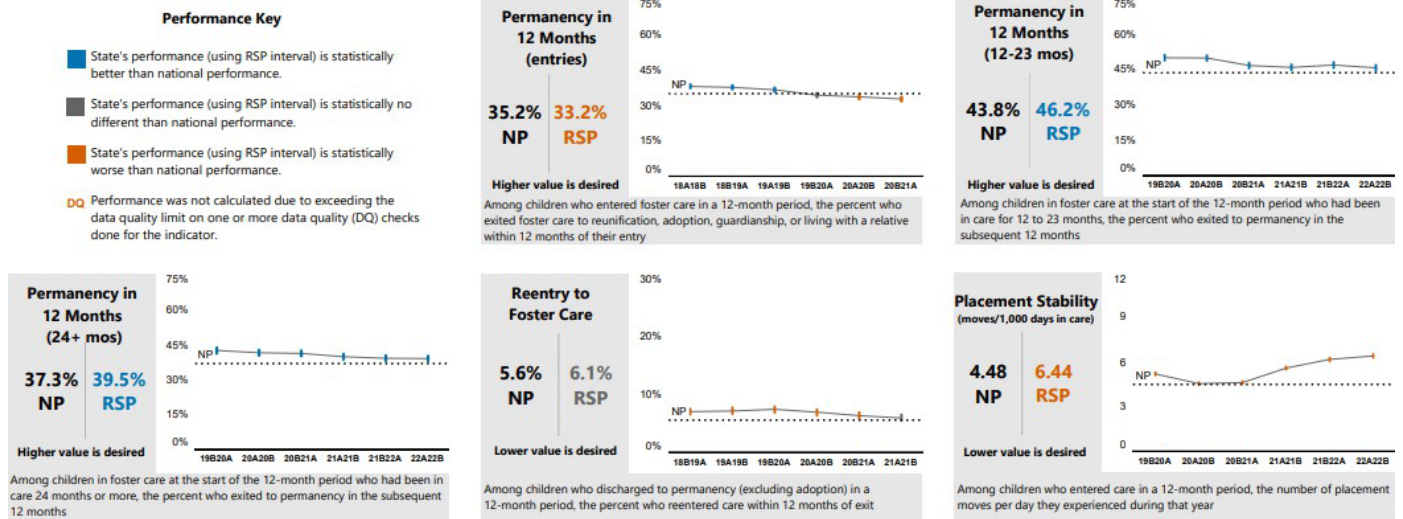 Performance Key
State's performance (using RSP interval) is statistically
better than national performance.
State's performance (using RSP interval) is statistically no
different than national performance.
State's performance (using RSP interval) is statistically
worse than national performance.
DQ Performance was not calculated due to exceeding the
data quality limit on one or more data quality (DQ) checks
done for the indicator.
Permanency in
12 Months
(entries)
35.2% 33.2%
NP RSP
Higher value is desired
75%
60%
45%
30%
15%
0%
NP
18A18B 18B19A 19A19B 19B20A 20A20B 20B21A
Among children who entered foster care in a 12-month period, the percent who
exited foster care to reunification, adoption, guardianship, or living with a relative
within 12 months of their entry
Permanency in
12 Months
(12-23 mos)
43.8% 46.2%
NP RSP
Higher value is desired
75%
60%
45%
30%
15%
0%
NP
19B20A 20A20B 20B21A 21A21B 21B22A 22A22B
Among children in foster care at the start of the 12-month period who had been
in care for 12 to 23 months, the percent who exited to permanency in the
subsequent 12 months
Permanency in
12 Months
(24+ mos)
37.3% 39.5%
NP RSP
Higher value is desired
75%
60%
45%
30%
15%
0%
NP
19B20A 20A20B 20B21A 21A21B 21B22A 22A22B
Among children in foster care at the start of the 12-month period who had been in
care 24 months or more, the percent who exited to permanency in the subsequent
12 months
Reentry to
Foster Care
5.6% 6.1%
NP RSP
Lower value is desired
30%
20%
10%
0%
NP
18B19A 19A19B 19B20A 20A20B 20B21A 21A21B
Among children who discharged to permanency (excluding adoption) in a
12-month period, the percent who reentered care within 12 months of exit
Placement Stability
(moves/1,000 days in care)
4.48 6.44
NP RSP
Lower value is desired
12
9
6
3
0
NP
19B20A 20A20B 20B21A 21A21B 21B22A 22A22B
Among children who entered care in a 12-month period, the number of placement
moves per day they experienced during that year